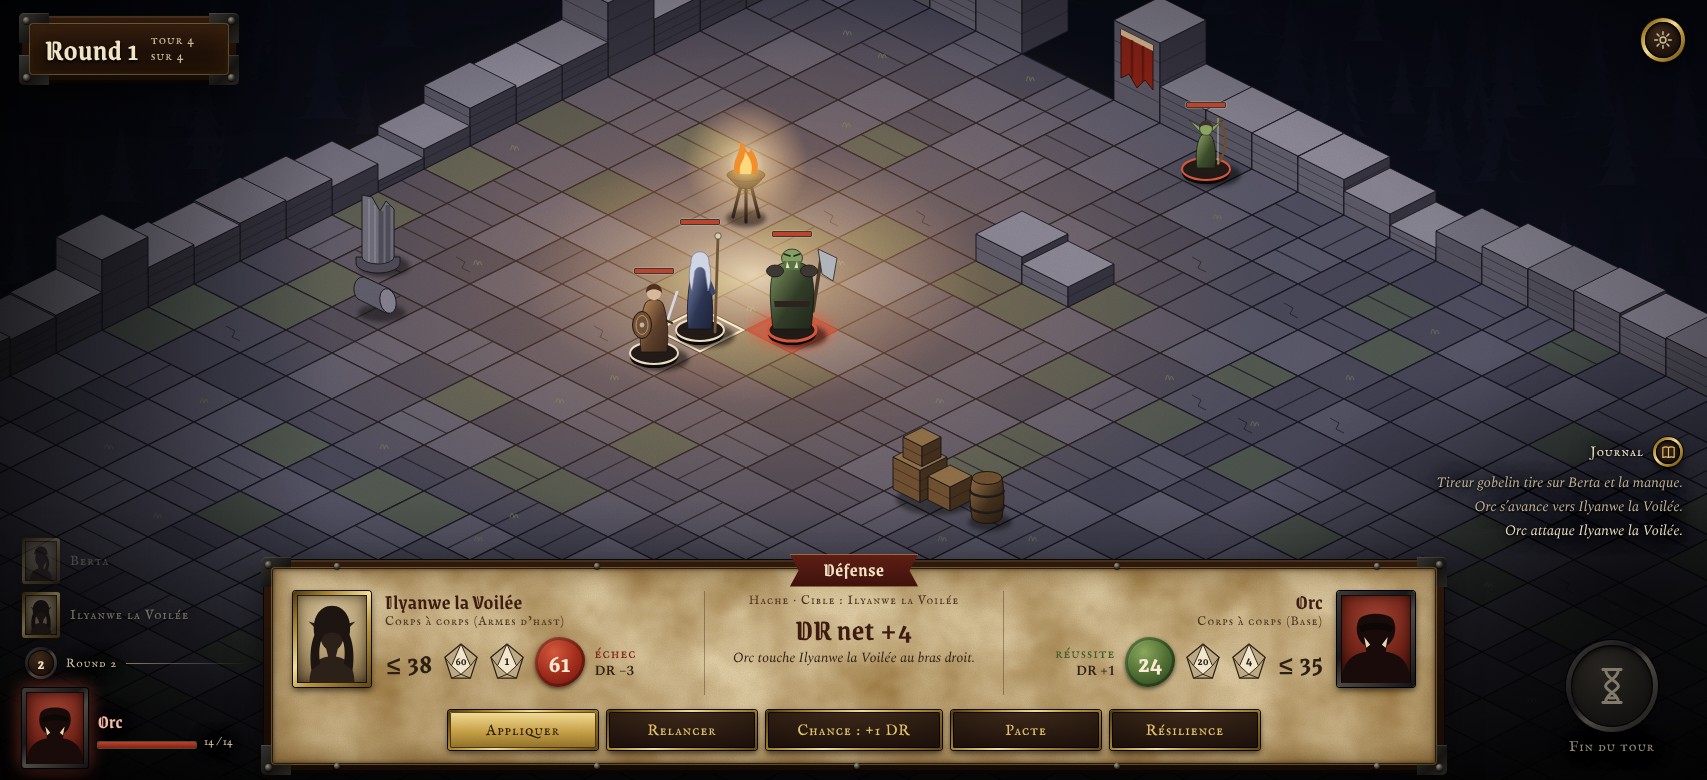 Round 1
Tour 4
sur 4
Journal
Tireur gobelin tire sur Berta et la manque.
Orc s'avance vers Ilyanwe la Voilée.
Orc attaque Ilyanwe la Voilée.
Berta
Ilyanwe la Voilée
2 Round 2
Orc
14/14
Défense
Ilyanwe la Voilée
Corps à corps (Armes d'hast)
≤ 38 60 1 61 Échec
DR −3
Hache · Cible : Ilyanwe la Voilée
DR net +4
Orc touche Ilyanwe la Voilée au bras droit.
Orc
Corps à corps (Base)
Réussite
DR +1 24 20 4 ≤ 35
Appliquer Relancer Chance : +1 DR Pacte Résilience
Fin du tour